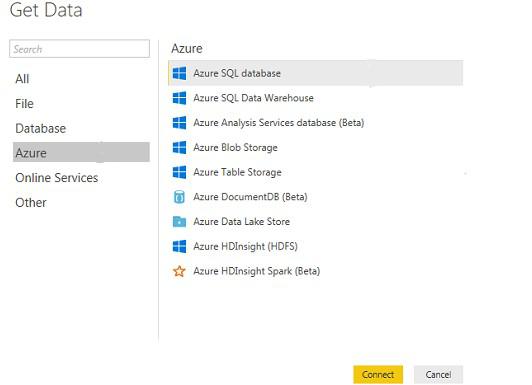 Get Data
Search
All
File
Database
Azure
Online Services
Other
Azure
Azure SQL database
Azure SQL Data Warehouse
Azure Analysis Services database (Beta)
Azure Blob Storage
Azure Table Storage
Azure DocumentDB (Beta)
Azure Data Lake Store
Azure HDInsight (HDFS)
Azure HDInsight Spark (Beta)
Connect
Cancel